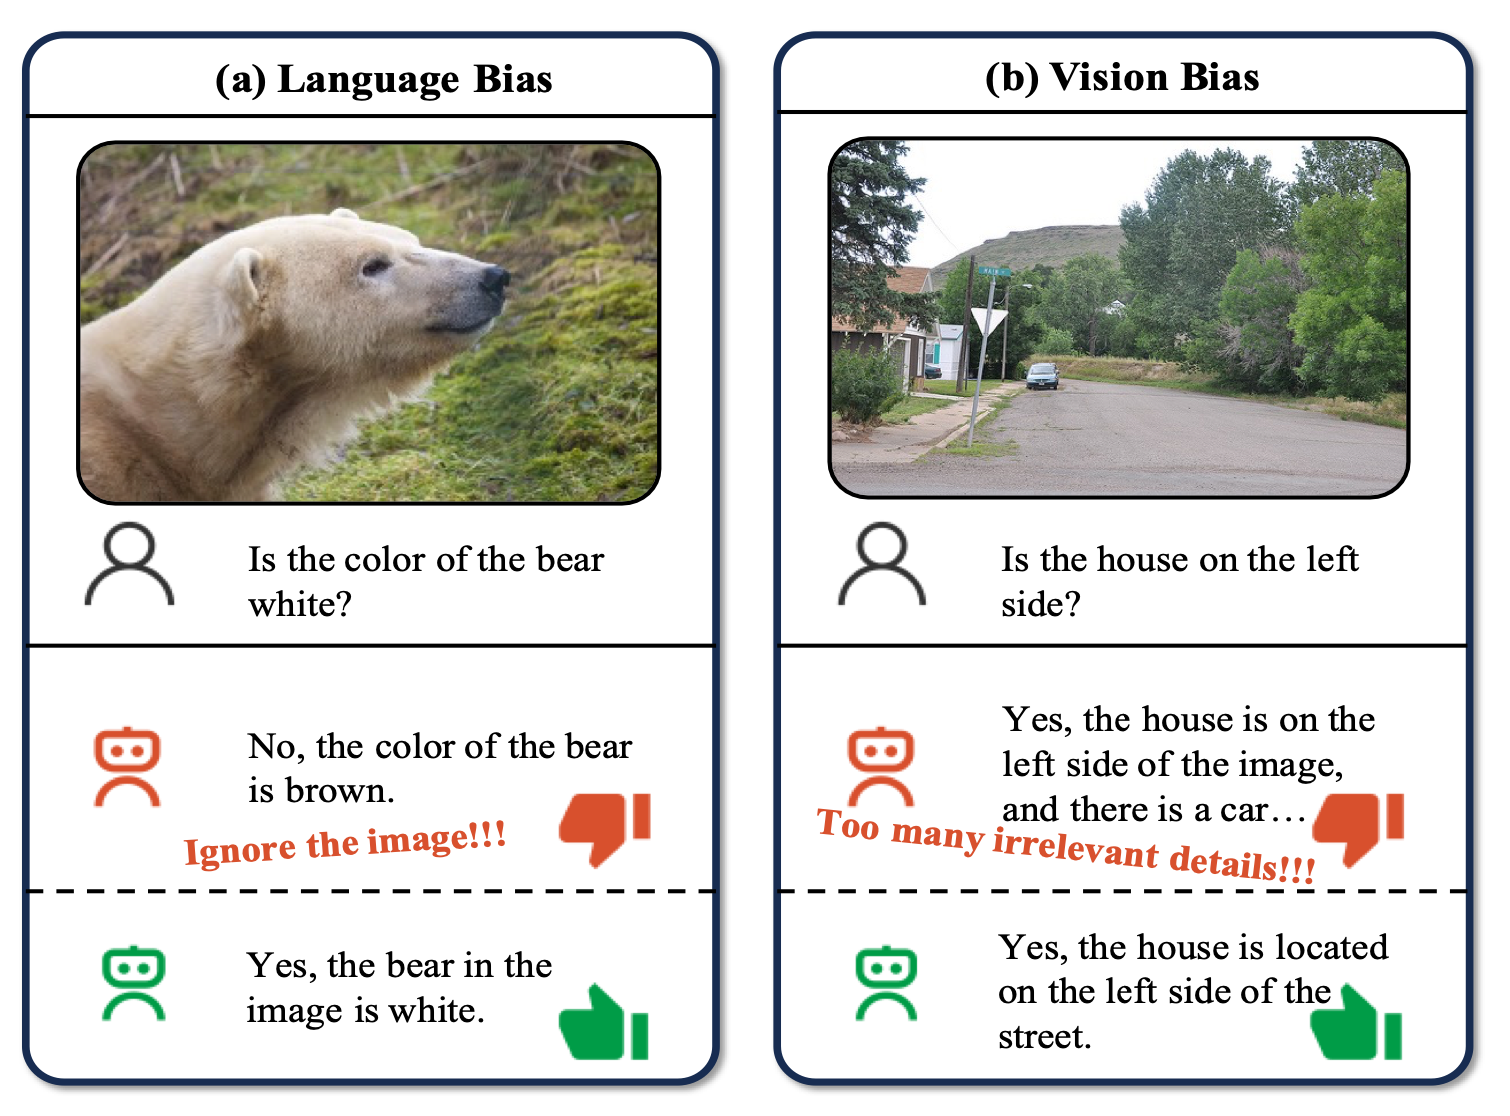 (a) Language Bias
Is the color of the bear
white?
No, the color of the bear
is brown.
Ignore the image!!!
Yes, the bear in the
image is white.
(b) Vision Bias
MAIN
Is the house on the left
side?
Yes, the house is on the
left side of the image,
and there is a car...
Too many irrelevant details!!!
Yes, the house is located
on the left side of the
street.